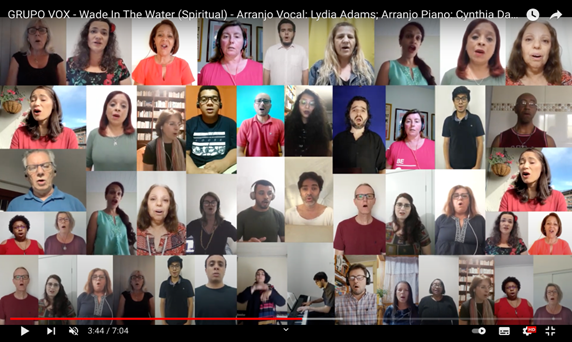 GRUPO VOX - Wade In The Water (Spiritual) - Arranjo Vocal: Lydia Adams; Arranjo Piano: Cynthia Da...
3:44 / 7:04
HD